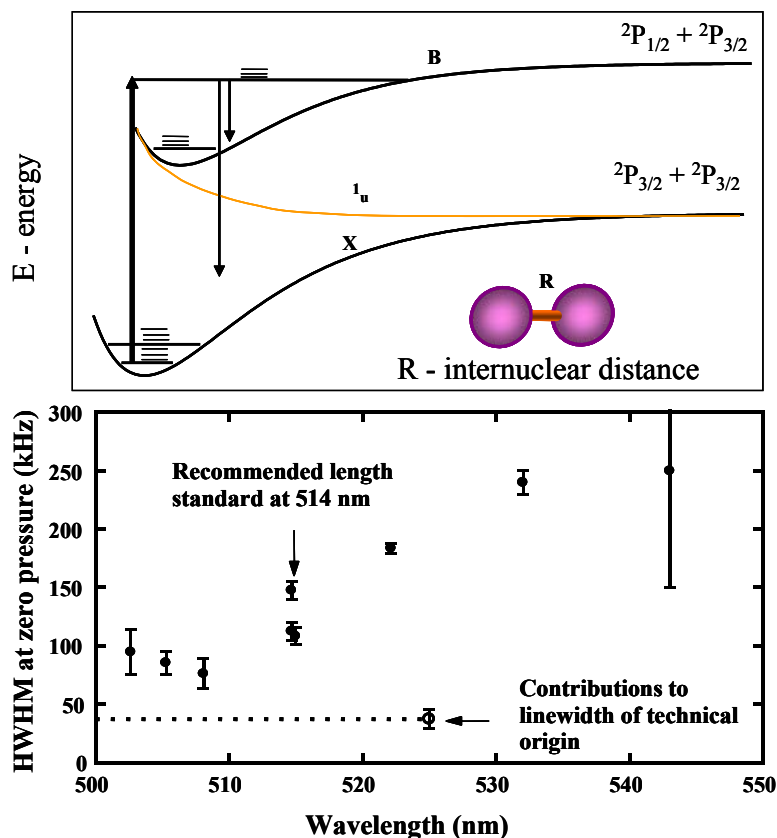 ²P₁/₂ + ²P₃/₂
B
E - energy
¹ᵤ
²P₃/₂ + ²P₃/₂
X
R
R - internuclear distance
HWHM at zero pressure (kHz)
300
250
200
150
100
50
0
Recommended length
standard at 514 nm
Contributions to
linewidth of technical
origin
500
510
520
530
540
550
Wavelength (nm)